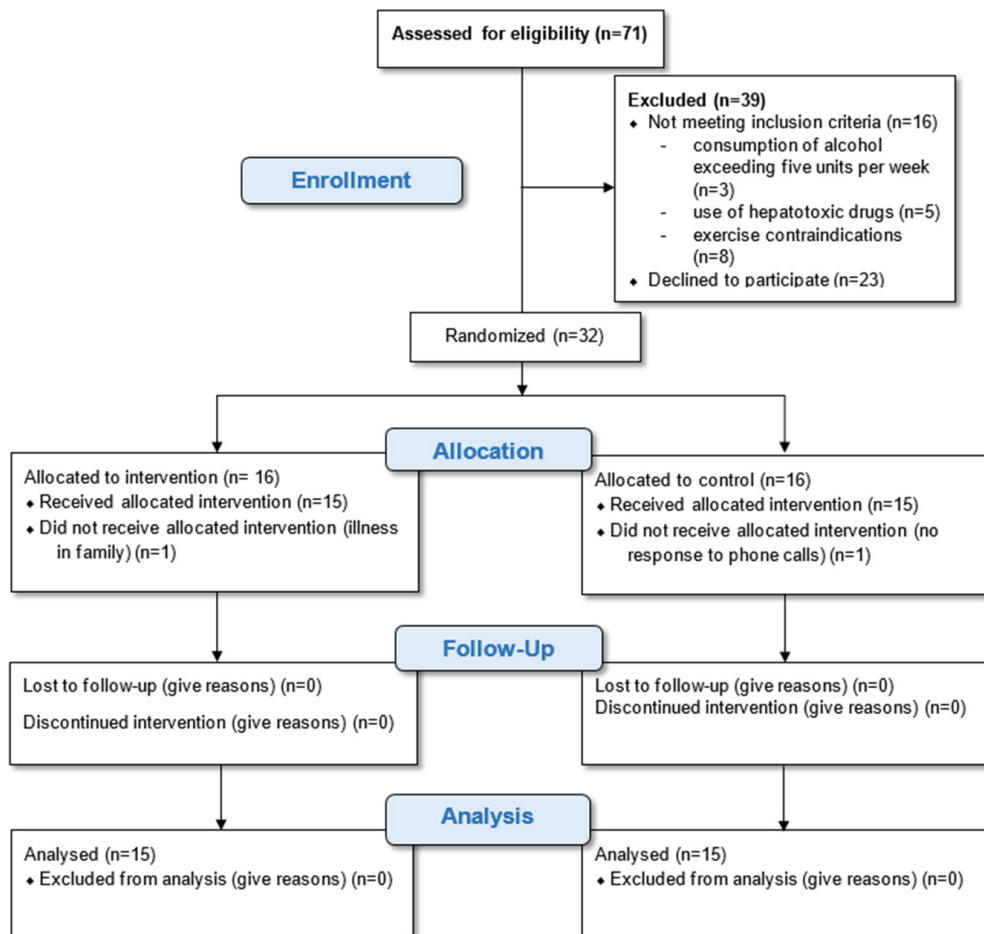 Assessed for eligibility (n=71)
Excluded (n=39)
⬥ Not meeting inclusion criteria (n=16)
- consumption of alcohol
exceeding five units per week
(n=3)
- use of hepatotoxic drugs (n=5)
- exercise contraindications
(n=8)
⬥ Declined to participate (n=23)
Enrollment
Randomized (n=32)
Allocation
Allocated to intervention (n= 16)
⬥ Received allocated intervention (n=15)
⬥ Did not receive allocated intervention (illness
in family) (n=1)
Allocated to control (n=16)
⬥ Received allocated intervention (n=15)
⬥ Did not receive allocated intervention (no
response to phone calls) (n=1)
Follow-Up
Lost to follow-up (give reasons) (n=0)
Discontinued intervention (give reasons) (n=0)
Lost to follow-up (give reasons) (n=0)
Discontinued intervention (give reasons) (n=0)
Analysis
Analysed (n=15)
⬥ Excluded from analysis (give reasons) (n=0)
Analysed (n=15)
⬥ Excluded from analysis (give reasons) (n=0)